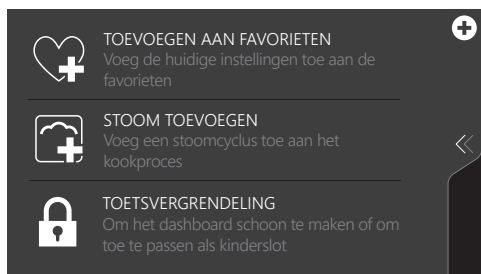 TOEVOEGEN AAN FAVORIETEN
Voeg de huidige instellingen toe aan de
favorieten
STOOM TOEVOEGEN
Voeg een stoomcyclus toe aan het
kookproces
TOETSVERGRENDELING
Om het dashboard schoon te maken of om
toe te passen als kinderslot